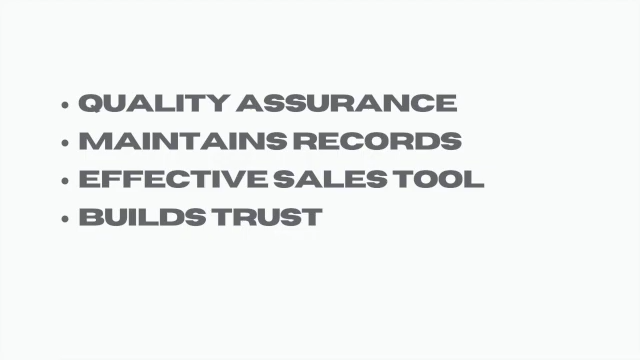 • QUALITY ASSURANCE
• MAINTAINS RECORDS
• EFFECTIVE SALES TOOL
• BUILDS TRUST